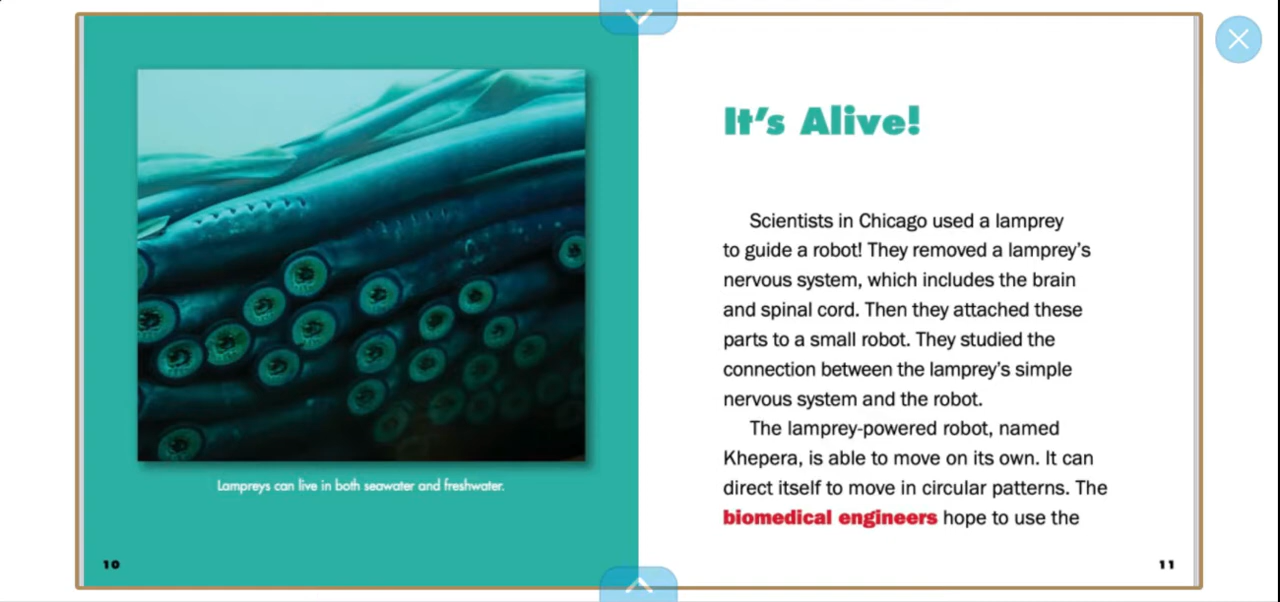 Lampreys can live in both seawater and freshwater.
10
It’s Alive!
Scientists in Chicago used a lamprey
to guide a robot! They removed a lamprey’s
nervous system, which includes the brain
and spinal cord. Then they attached these
parts to a small robot. They studied the
connection between the lamprey’s simple
nervous system and the robot.
The lamprey-powered robot, named
Khepera, is able to move on its own. It can
direct itself to move in circular patterns. The
biomedical engineers hope to use the
11